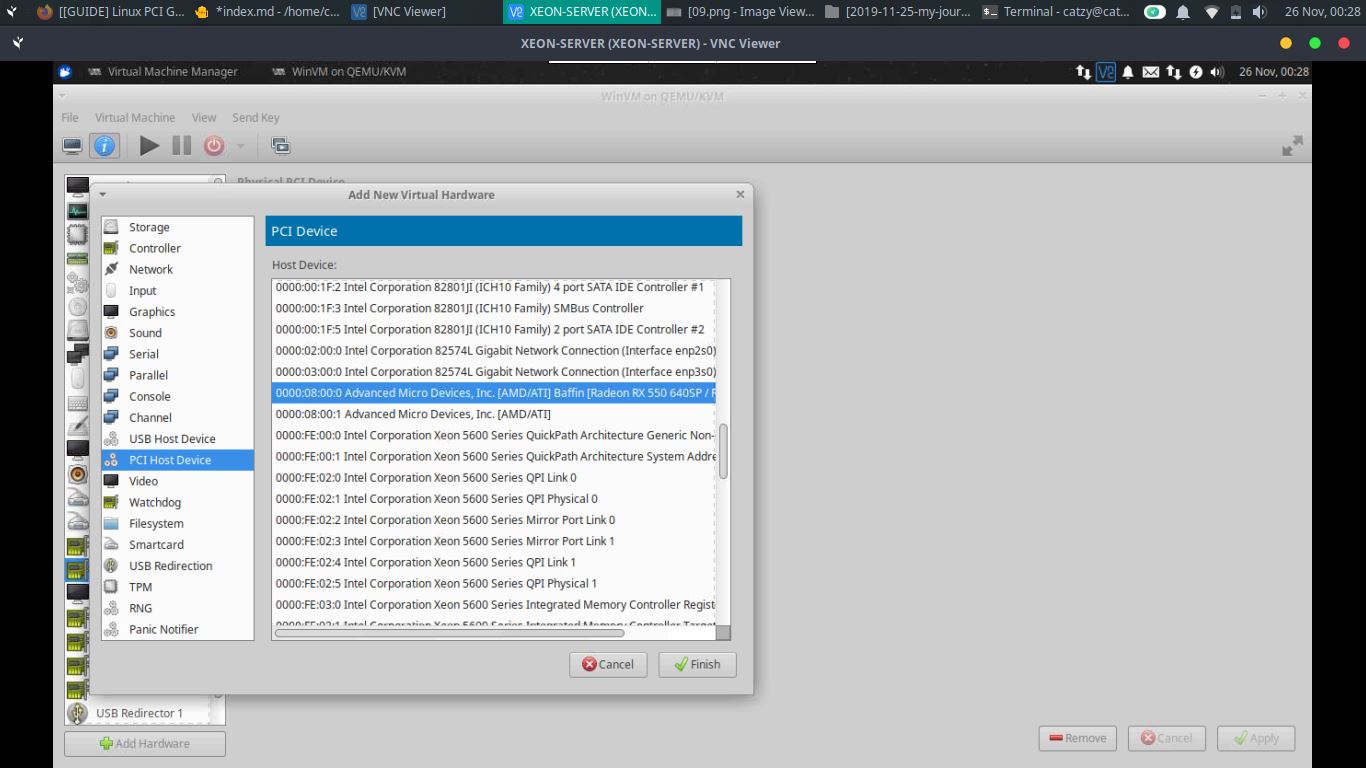 [[GUIDE] Linux PCI G...
*index.md - /home/c...
[VNC Viewer]
XEON-SERVER (XEON...
[09.png - Image View...
[2019-11-25-my-jour...
Terminal - catzy@cat...
26 Nov, 00:28
XEON-SERVER (XEON-SERVER) - VNC Viewer
Virtual Machine Manager
WinVM on QEMU/KVM
26 Nov, 00:28
WinVM on QEMU/KVM
File Virtual Machine View Send Key
Physical PCI Device
Add New Virtual Hardware
Storage
Controller
Network
Input
Graphics
Sound
Serial
Parallel
Console
Channel
USB Host Device
PCI Host Device
Video
Watchdog
Filesystem
Smartcard
USB Redirection
TPM
RNG
Panic Notifier
PCI Device
Host Device:
0000:00:1F:2 Intel Corporation 82801JI (ICH10 Family) 4 port SATA IDE Controller #1
0000:00:1F:3 Intel Corporation 82801JI (ICH10 Family) SMBus Controller
0000:00:1F:5 Intel Corporation 82801JI (ICH10 Family) 2 port SATA IDE Controller #2
0000:02:00:0 Intel Corporation 82574L Gigabit Network Connection (Interface enp2s0)
0000:03:00:0 Intel Corporation 82574L Gigabit Network Connection (Interface enp3s0)
0000:08:00:0 Advanced Micro Devices, Inc. [AMD/ATI] Baffin [Radeon RX 550 640SP / R
0000:08:00:1 Advanced Micro Devices, Inc. [AMD/ATI]
0000:FE:00:0 Intel Corporation Xeon 5600 Series QuickPath Architecture Generic Non-
0000:FE:00:1 Intel Corporation Xeon 5600 Series QuickPath Architecture System Addre
0000:FE:02:0 Intel Corporation Xeon 5600 Series QPI Link 0
0000:FE:02:1 Intel Corporation Xeon 5600 Series QPI Physical 0
0000:FE:02:2 Intel Corporation Xeon 5600 Series Mirror Port Link 0
0000:FE:02:3 Intel Corporation Xeon 5600 Series Mirror Port Link 1
0000:FE:02:4 Intel Corporation Xeon 5600 Series QPI Link 1
0000:FE:02:5 Intel Corporation Xeon 5600 Series QPI Physical 1
0000:FE:03:0 Intel Corporation Xeon 5600 Series Integrated Memory Controller Regist
0000:FE:03:1 Intel Corporation Xeon 5600 Series Integrated Memory Controller Target
Cancel
Finish
USB Redirector 1
Add Hardware
Remove
Cancel
Apply